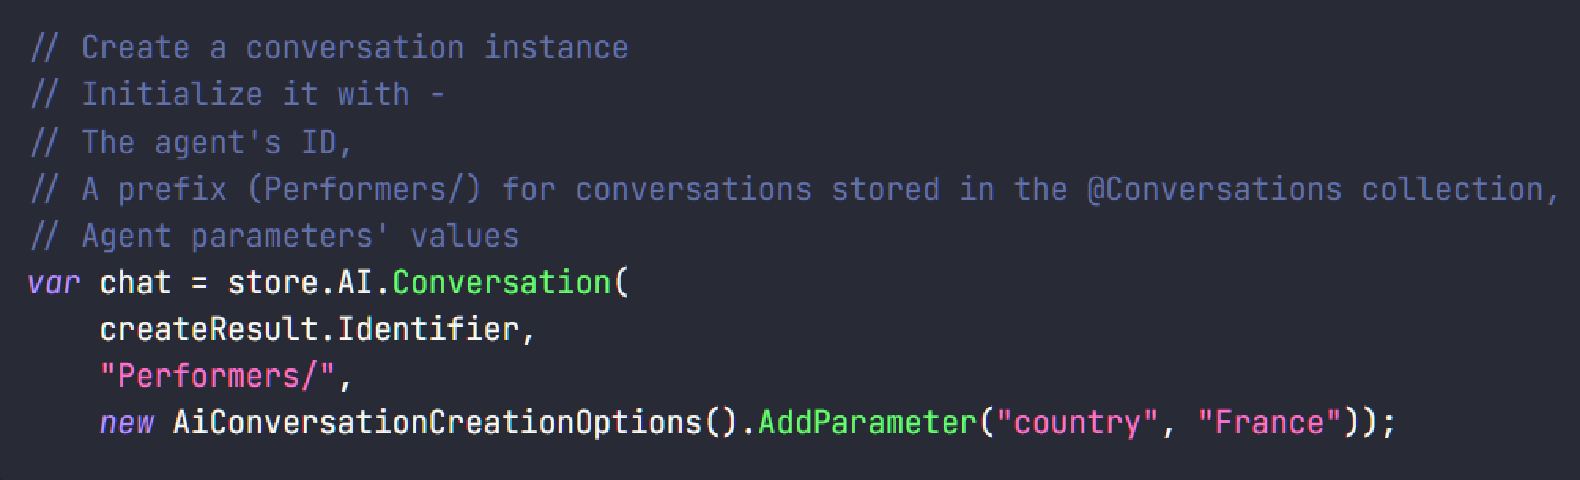 // Create a conversation instance
// Initialize it with -
// The agent's ID,
// A prefix (Performers/) for conversations stored in the @Conversations collection,
// Agent parameters' values
var chat = store.AI.Conversation(
    createResult.Identifier,
    "Performers/",
    new AiConversationCreationOptions().AddParameter("country", "France"));